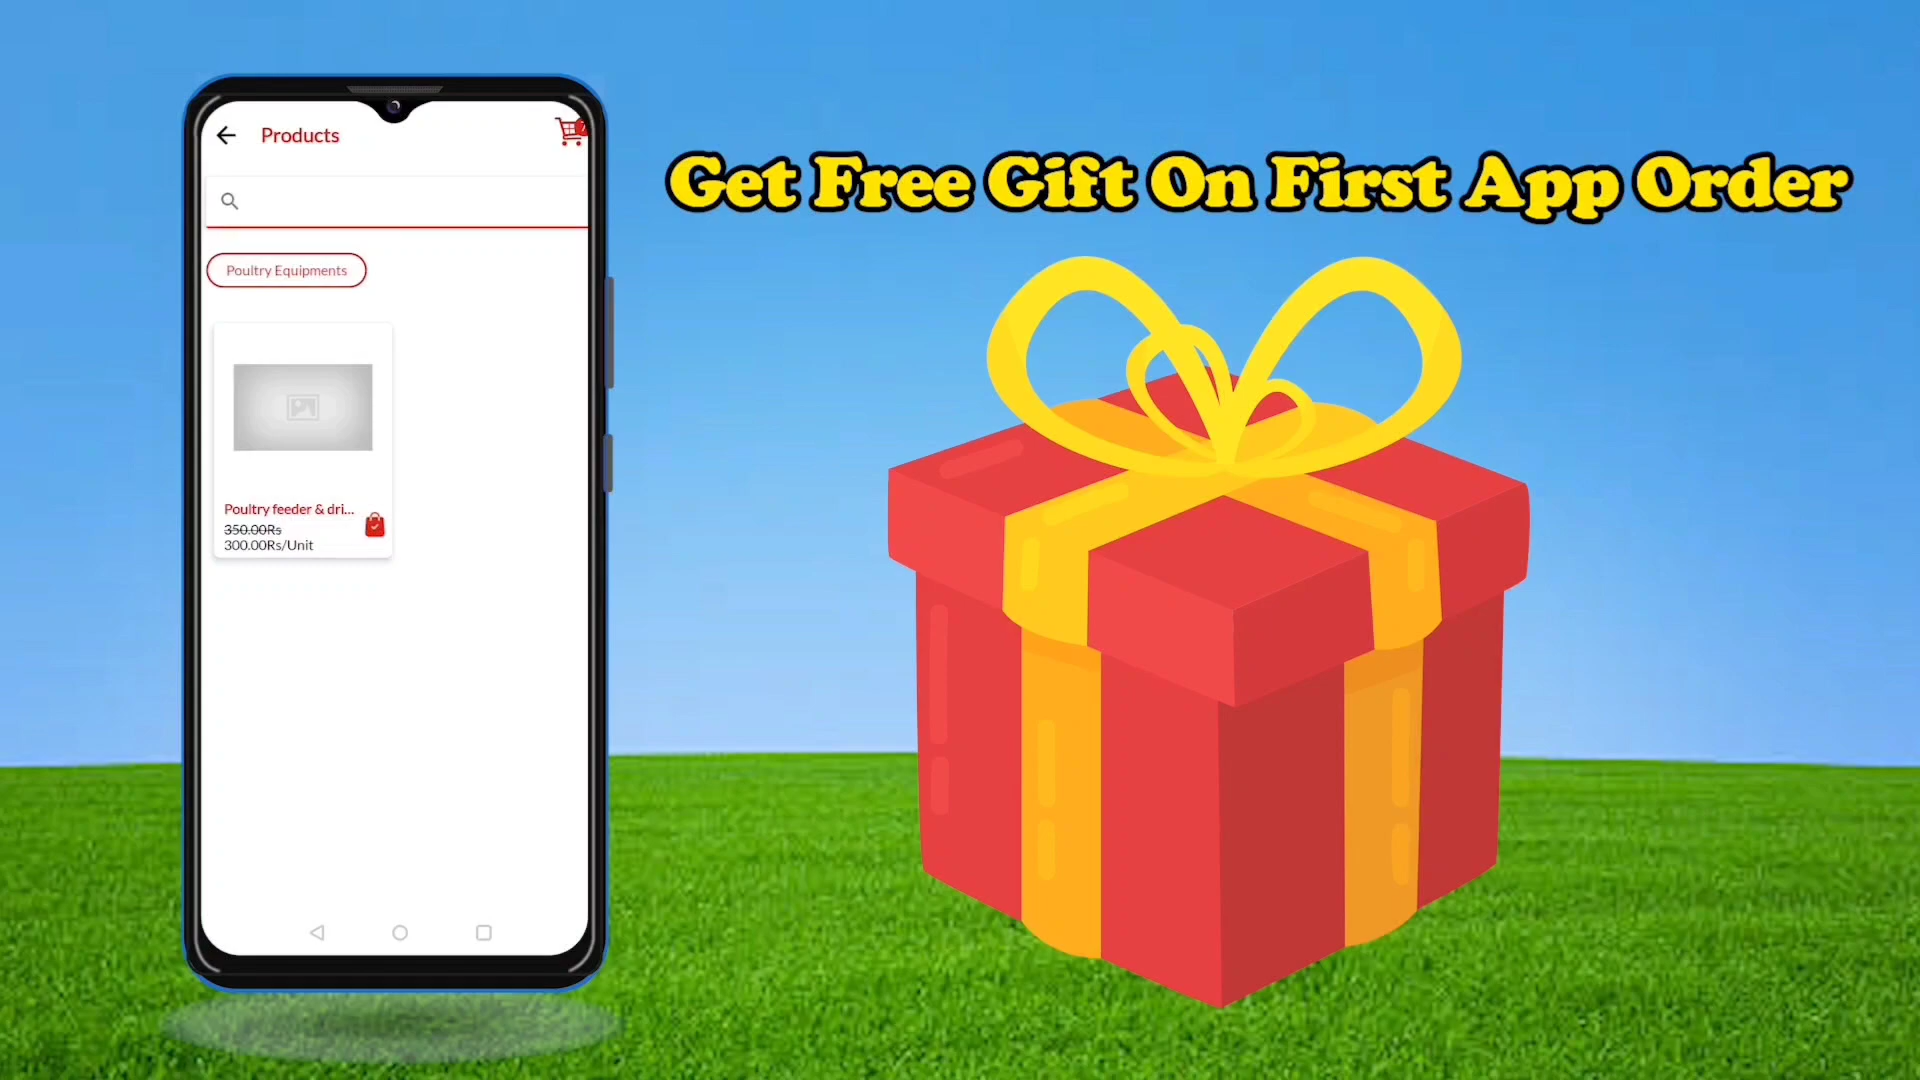 Products
Get Free Gift On First App Order
Poultry Equipments
Poultry feeder & dri...
350.00Rs
300.00Rs/Unit